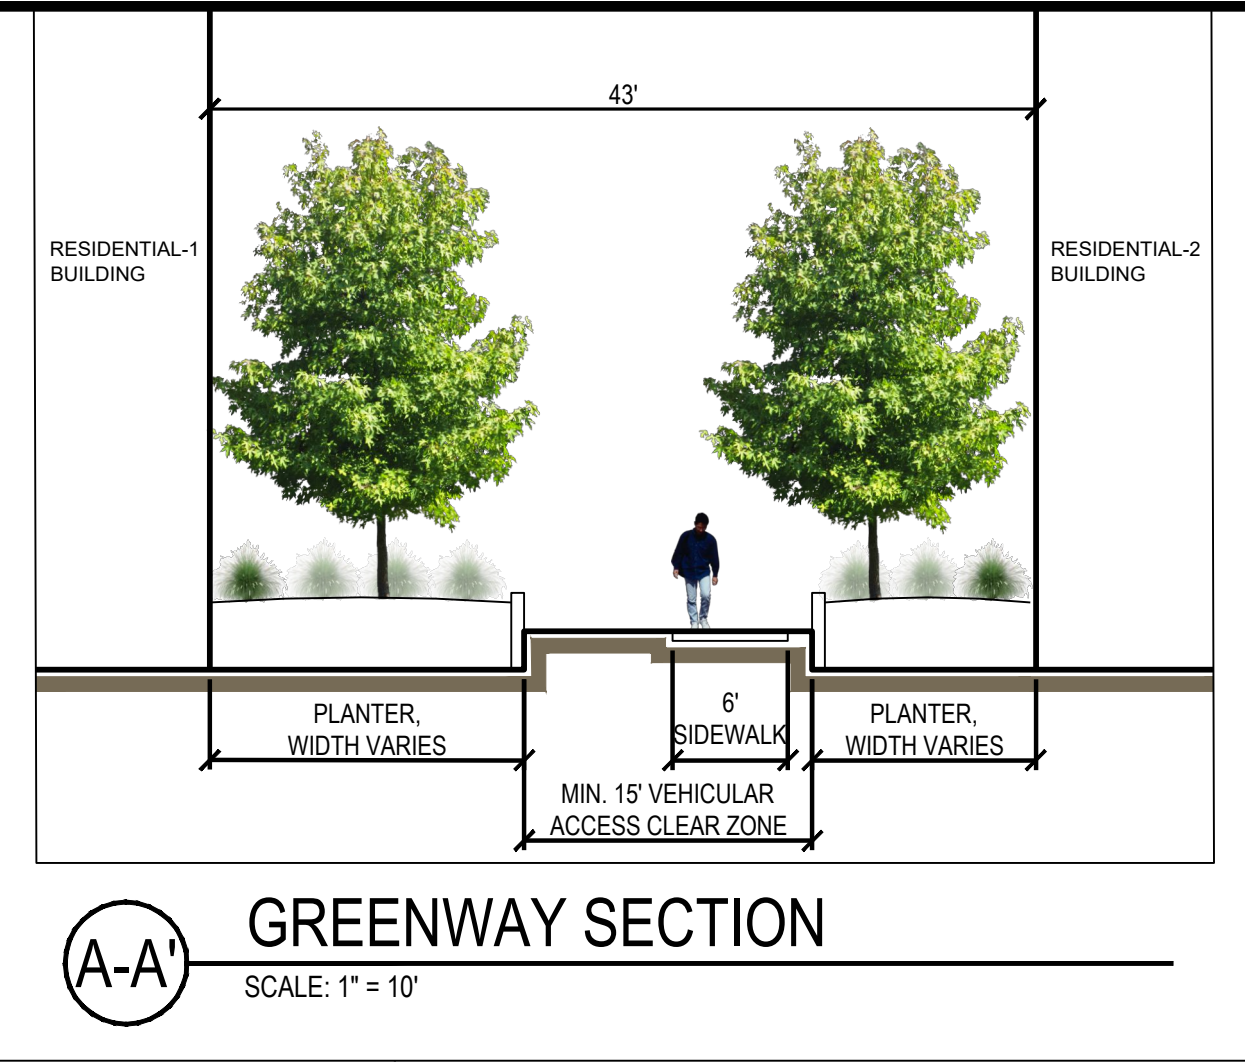 43'
RESIDENTIAL-1
BUILDING
RESIDENTIAL-2
BUILDING
PLANTER,
WIDTH VARIES
6'
SIDEWALK
PLANTER,
WIDTH VARIES
MIN. 15' VEHICULAR
ACCESS CLEAR ZONE
A-A'
GREENWAY SECTION
SCALE: 1" = 10'